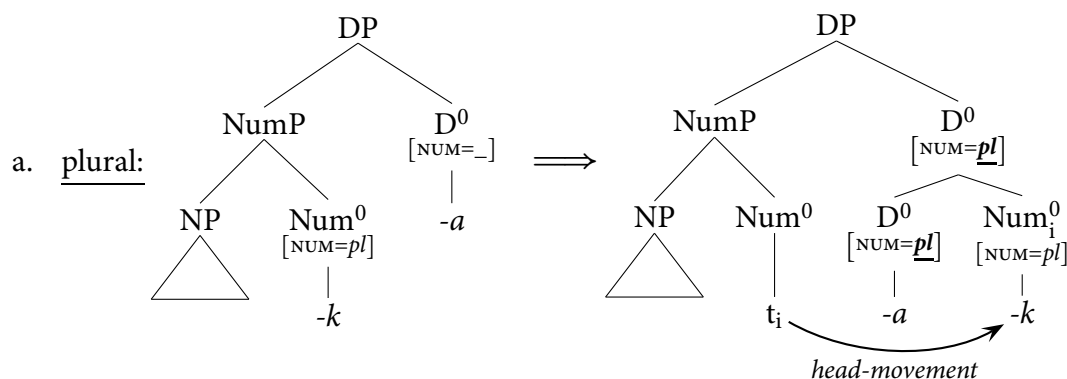 DP DP
NumP D⁰ NumP D⁰
[NUM=_] ⟹ [NUM=pl]
a. plural:
NP Num⁰ -a NP Num⁰ D⁰ Num⁰ᵢ
[NUM=pl] [NUM=pl] [NUM=pl]
-k tᵢ -a -k
head-movement